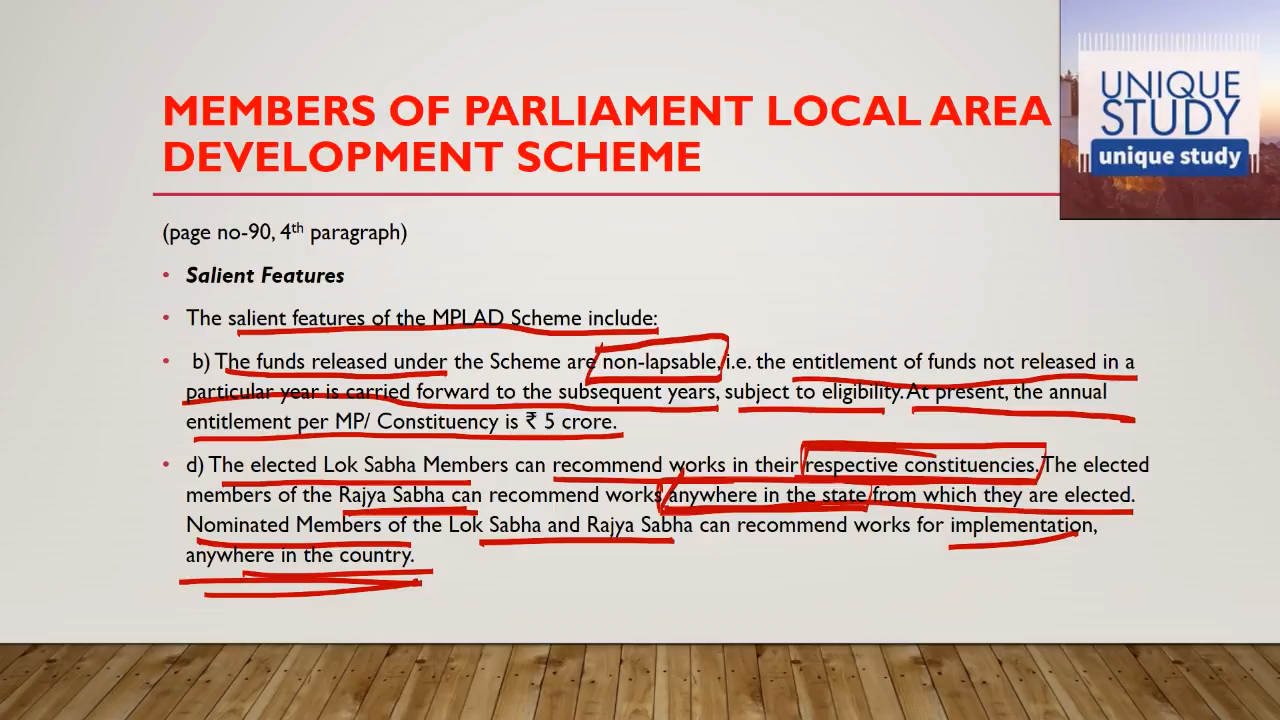 MEMBERS OF PARLIAMENT LOCAL AREA
DEVELOPMENT SCHEME
UNIQUE
STUDY
unique study
(page no-90, 4th paragraph)
• Salient Features
• The salient features of the MPLAD Scheme include:
• b) The funds released under the Scheme are non-lapsable, i.e. the entitlement of funds not released in a
particular year is carried forward to the subsequent years, subject to eligibility. At present, the annual
entitlement per MP/ Constituency is ₹ 5 crore.
• d) The elected Lok Sabha Members can recommend works in their respective constituencies. The elected
members of the Rajya Sabha can recommend works anywhere in the state from which they are elected.
Nominated Members of the Lok Sabha and Rajya Sabha can recommend works for implementation,
anywhere in the country.